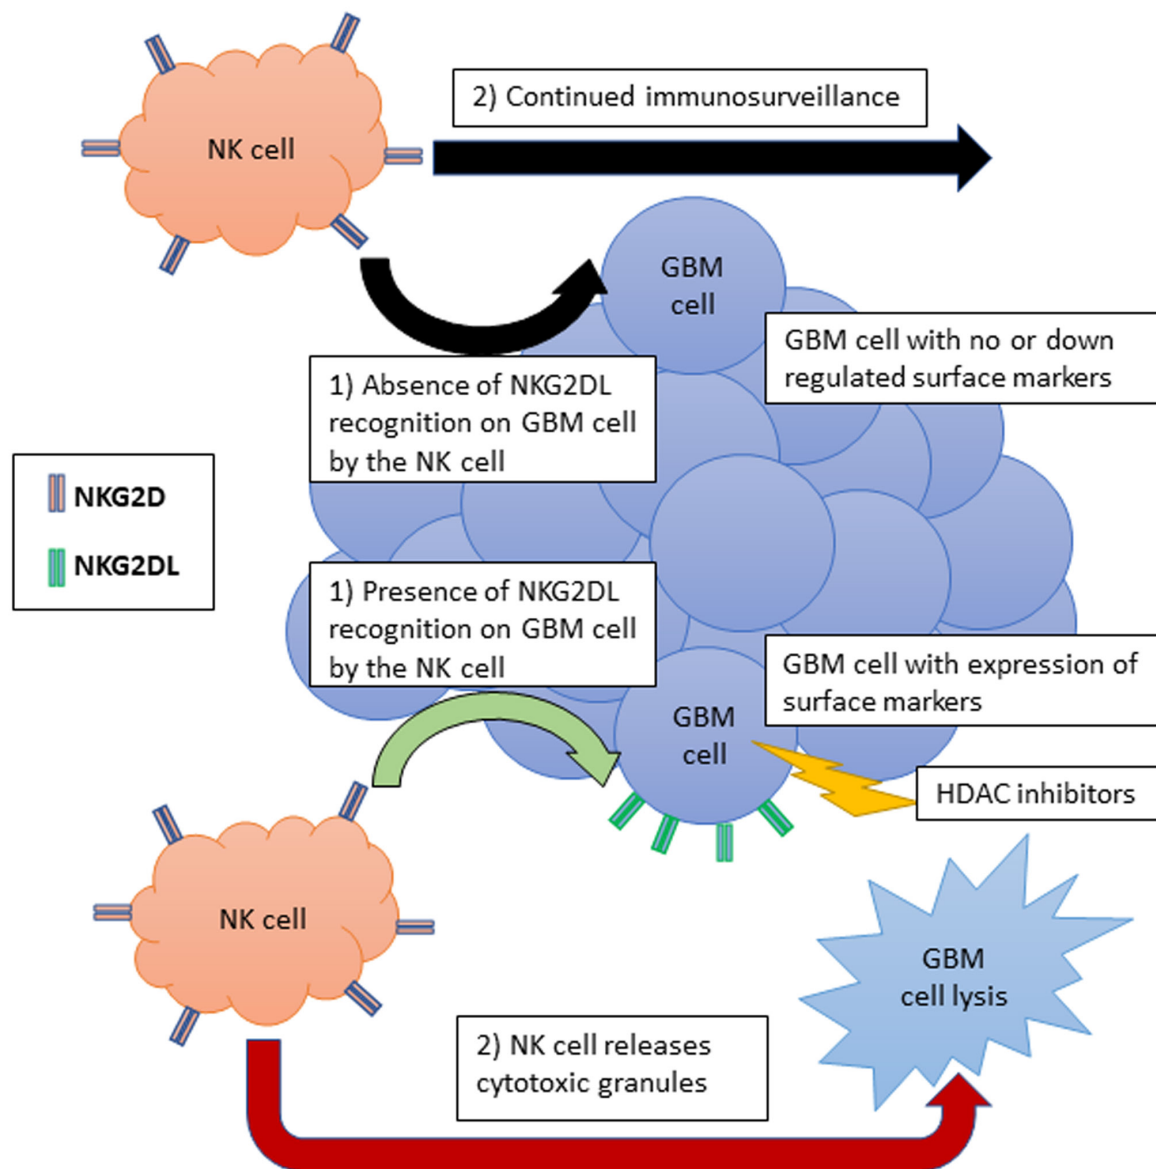 2) Continued immunosurveillance
NK cell
GBM
cell
GBM cell with no or down
regulated surface markers
1) Absence of NKG2DL
recognition on GBM cell
by the NK cell
NKG2D
NKG2DL
1) Presence of NKG2DL
recognition on GBM cell
by the NK cell
GBM cell with expression of
surface markers
GBM
cell
HDAC inhibitors
NK cell
GBM
cell lysis
2) NK cell releases
cytotoxic granules